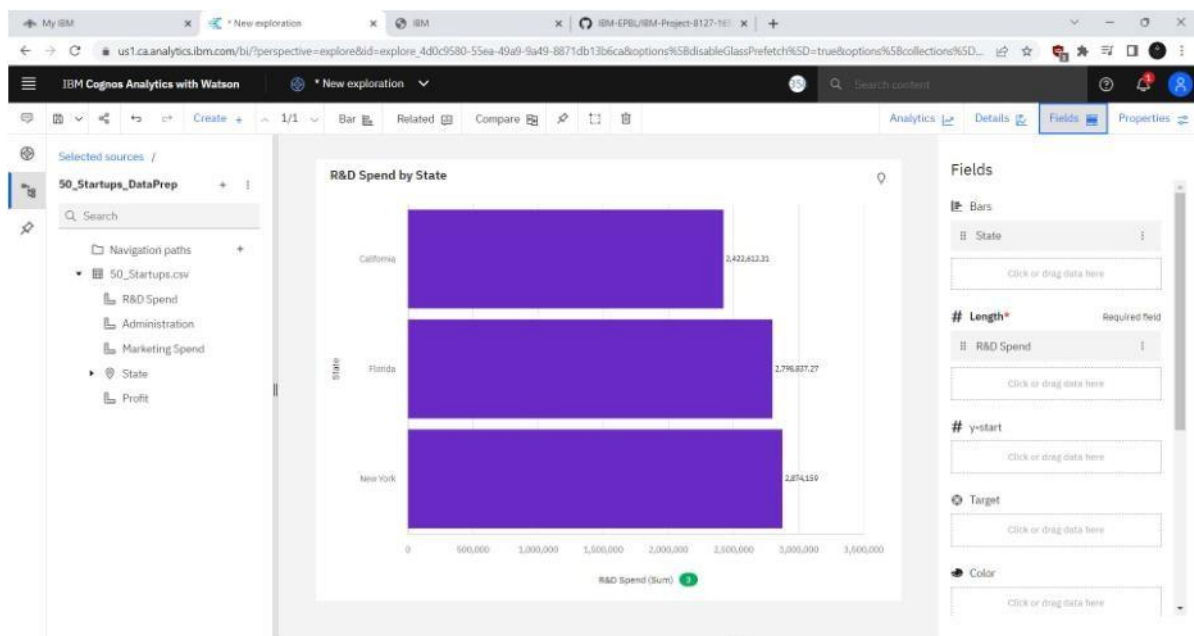 My IBM
* New exploration
IBM
IBM-EPBL/IBM-Project-8127-165
us1.ca.analytics.ibm.com/bi/?perspective=explore&id=explore_4d0c9580-55ea-49a9-9a49-8871db13b6ca&options%5BdisableGlassPrefetch%5D=true&options%5Bcollections%5D...
IBM Cognos Analytics with Watson
* New exploration
Search content
1
Create +
1/1
Bar
Related
Compare
Analytics
Details
Fields
Properties
Selected sources /
50_Startups_DataPrep
Search
Navigation paths
50_Startups.csv
R&D Spend
Administration
Marketing Spend
State
Profit
R&D Spend by State
State
California
2,422,612.31
Florida
2,798,837.27
New York
2,874,159
0 500,000 1,000,000 1,500,000 2,000,000 2,500,000 3,000,000 3,500,000
R&D Spend (Sum) 3
Fields
Bars
State
Click or drag data here
# Length* Required field
R&D Spend
Click or drag data here
# y-start
Click or drag data here
Target
Click or drag data here
Color
Click or drag data here